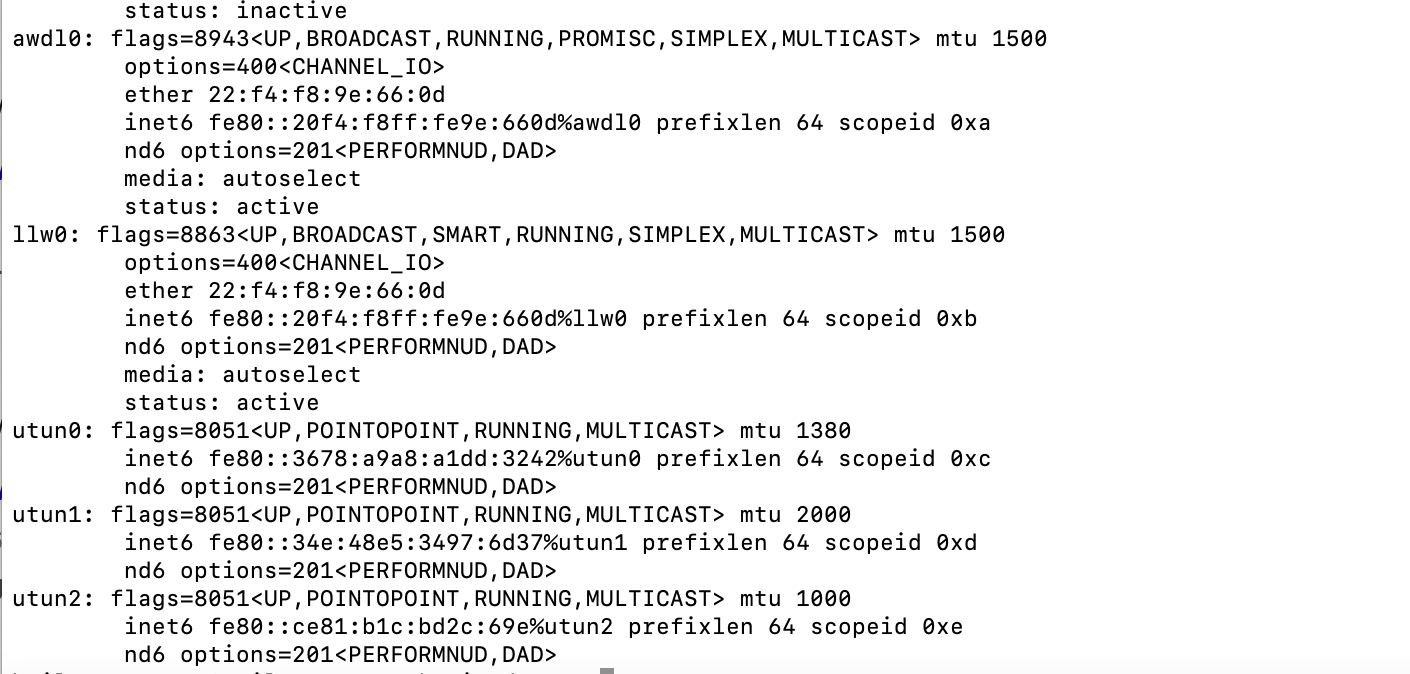 status: inactive
awdl0: flags=8943<UP,BROADCAST,RUNNING,PROMISC,SIMPLEX,MULTICAST> mtu 1500
options=400<CHANNEL_IO>
ether 22:f4:f8:9e:66:0d
inet6 fe80::20f4:f8ff:fe9e:660d%awdl0 prefixlen 64 scopeid 0xa
nd6 options=201<PERFORMNUD,DAD>
media: autoselect
status: active
llw0: flags=8863<UP,BROADCAST,SMART,RUNNING,SIMPLEX,MULTICAST> mtu 1500
options=400<CHANNEL_IO>
ether 22:f4:f8:9e:66:0d
inet6 fe80::20f4:f8ff:fe9e:660d%llw0 prefixlen 64 scopeid 0xb
nd6 options=201<PERFORMNUD,DAD>
media: autoselect
status: active
utun0: flags=8051<UP,POINTOPOINT,RUNNING,MULTICAST> mtu 1380
inet6 fe80::3678:a9a8:a1dd:3242%utun0 prefixlen 64 scopeid 0xc
nd6 options=201<PERFORMNUD,DAD>
utun1: flags=8051<UP,POINTOPOINT,RUNNING,MULTICAST> mtu 2000
inet6 fe80::34e:48e5:3497:6d37%utun1 prefixlen 64 scopeid 0xd
nd6 options=201<PERFORMNUD,DAD>
utun2: flags=8051<UP,POINTOPOINT,RUNNING,MULTICAST> mtu 1000
inet6 fe80::ce81:b1c:bd2c:69e%utun2 prefixlen 64 scopeid 0xe
nd6 options=201<PERFORMNUD,DAD>